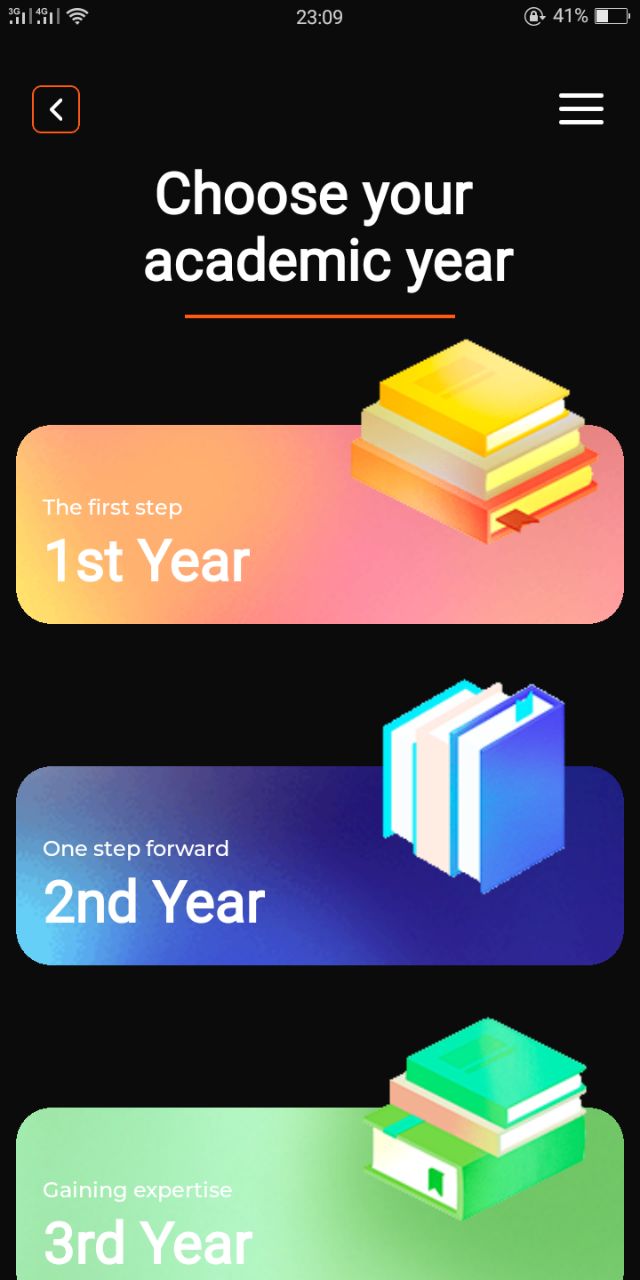 3G 4G 23:09 41%
Choose your
academic year
The first step
1st Year
One step forward
2nd Year
Gaining expertise
3rd Year